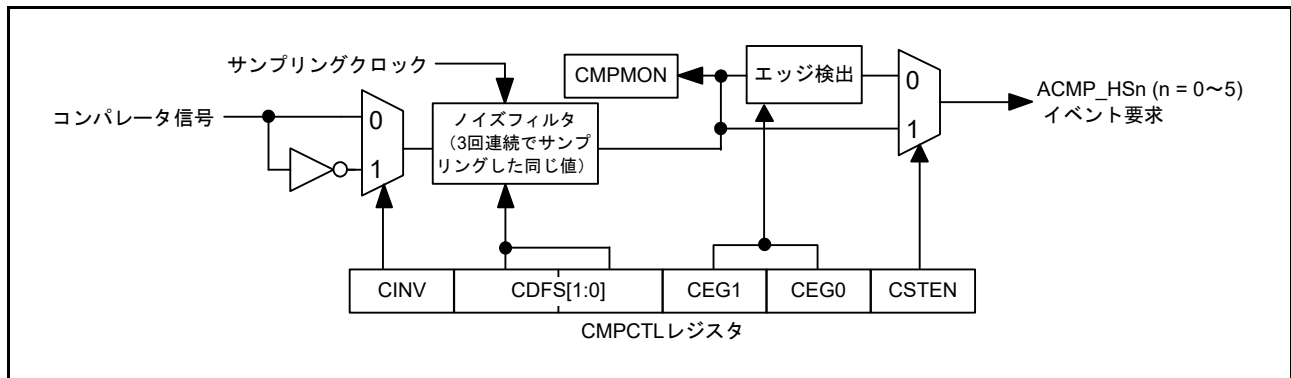 サンプリングクロック
CMPMON
エッジ検出
0
1
ACMP_HSn (n = 0～5)
イベント要求
コンパレータ信号
0
1
ノイズフィルタ
（3回連続でサンプ
リングした同じ値）
CINV
CDFS[1:0]
CEG1
CEG0
CSTEN
CMPCTLレジスタ